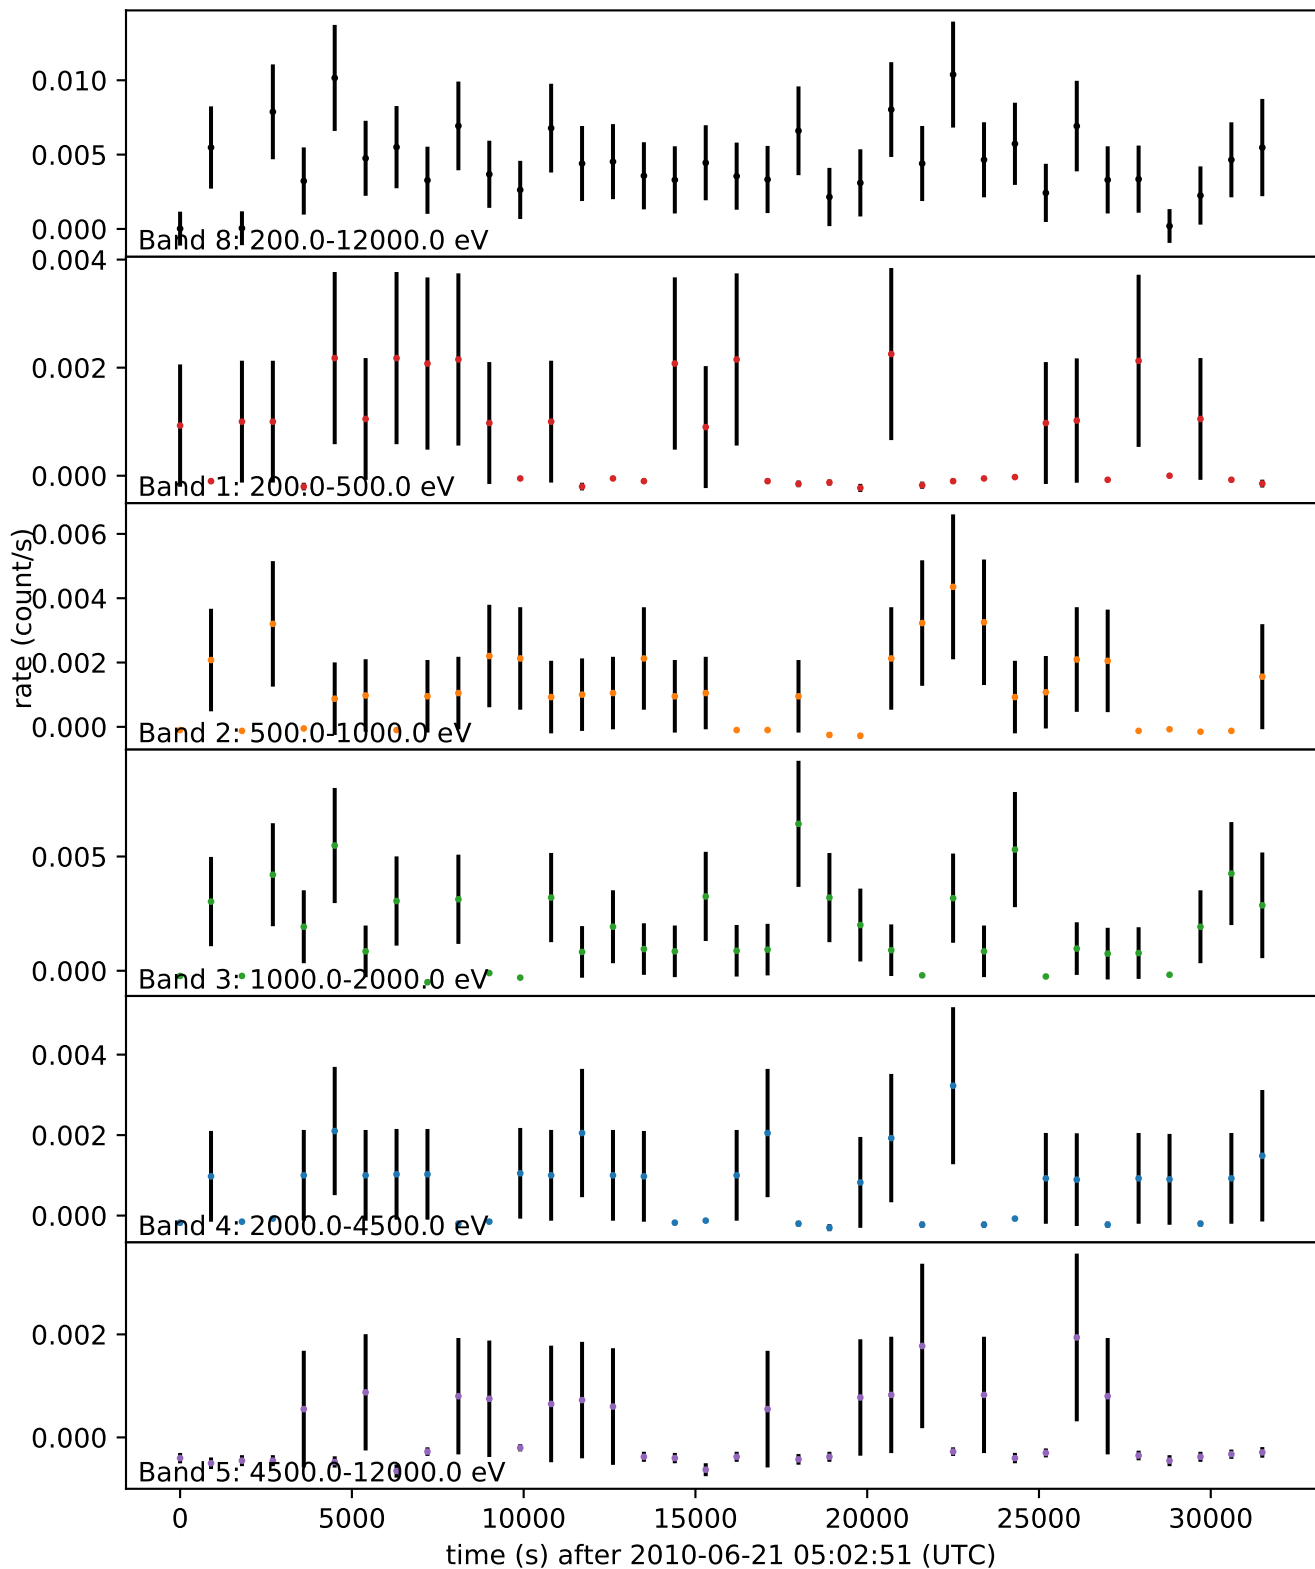 0.010
0.005
0.000
Band 8: 200.0-12000.0 eV
0.004
0.002
0.000
Band 1: 200.0-500.0 eV
rate (count/s)
0.006
0.004
0.002
0.000
Band 2: 500.0-1000.0 eV
0.005
0.000
Band 3: 1000.0-2000.0 eV
0.004
0.002
0.000
Band 4: 2000.0-4500.0 eV
0.002
0.000
Band 5: 4500.0-12000.0 eV
0 5000 10000 15000 20000 25000 30000
time (s) after 2010-06-21 05:02:51 (UTC)